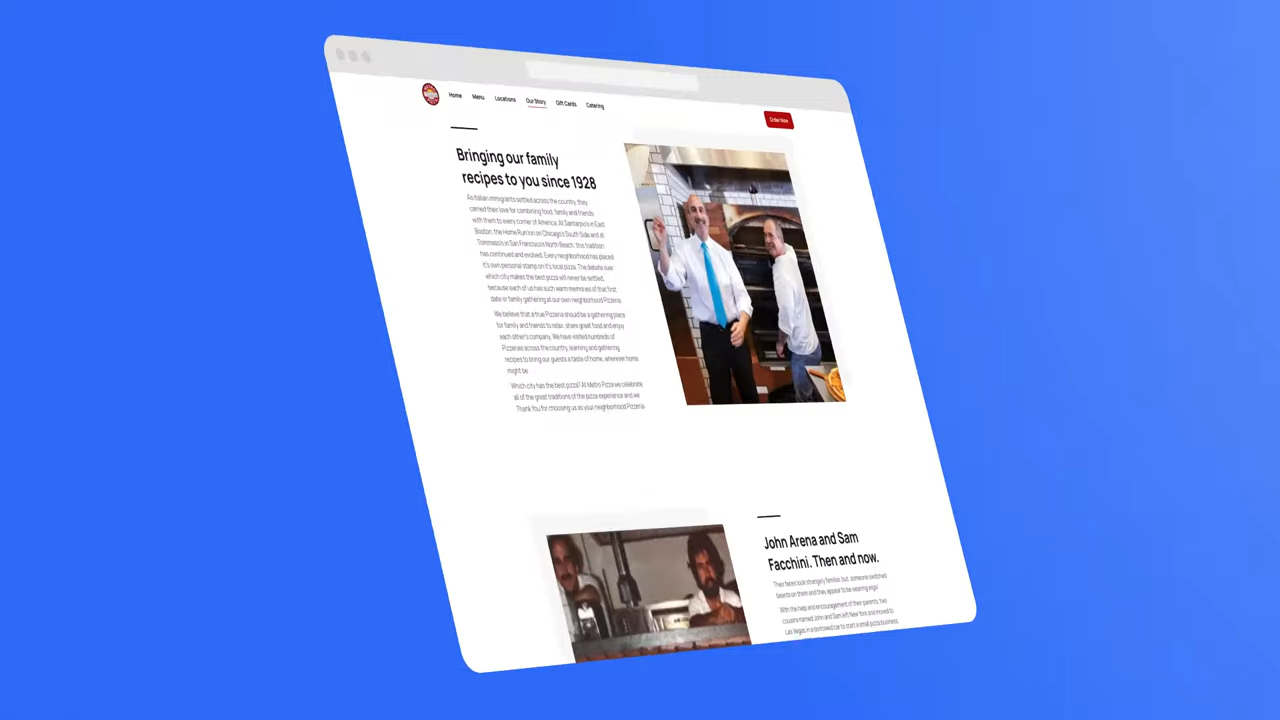 Home Menu Locations Our Story Gift Cards Catering
Order Now
Bringing our family
recipes to you since 1928
As Italian immigrants settled across the country, they
carried their love for combining food, family and friends
with them to every corner of America. At Santarpio's in East
Boston, the Home Run Inn on Chicago's South Side and at
Tommaso's in San Francisco's North Beach, this tradition
has continued and evolved. Every neighborhood has placed
it's own personal stamp on it's local pizza. The debate over
which city makes the best pizza will never be settled,
because each of us has such warm memories of that first
date or family gathering at our own neighborhood Pizzeria.
We believe that a true Pizzeria should be a gathering place
for family and friends to relax, share great food and enjoy
each other's company. We have visited hundreds of
Pizzerias across the country, learning and gathering
recipes to bring our guests a taste of home, wherever home
might be.
Which city has the best pizza? At Metro Pizza we celebrate
all of the great traditions of the pizza experience and we
Thank You for choosing us as your neighborhood Pizzeria.
John Arena and Sam
Facchini. Then and now.
Their faces look strangely familiar, but, someone switched
beards on them and they appear to be wearing wigs!
With the help and encouragement of their parents, two
cousins named John and Sam left New York and moved to
Las Vegas in a borrowed car to start a small pizza business